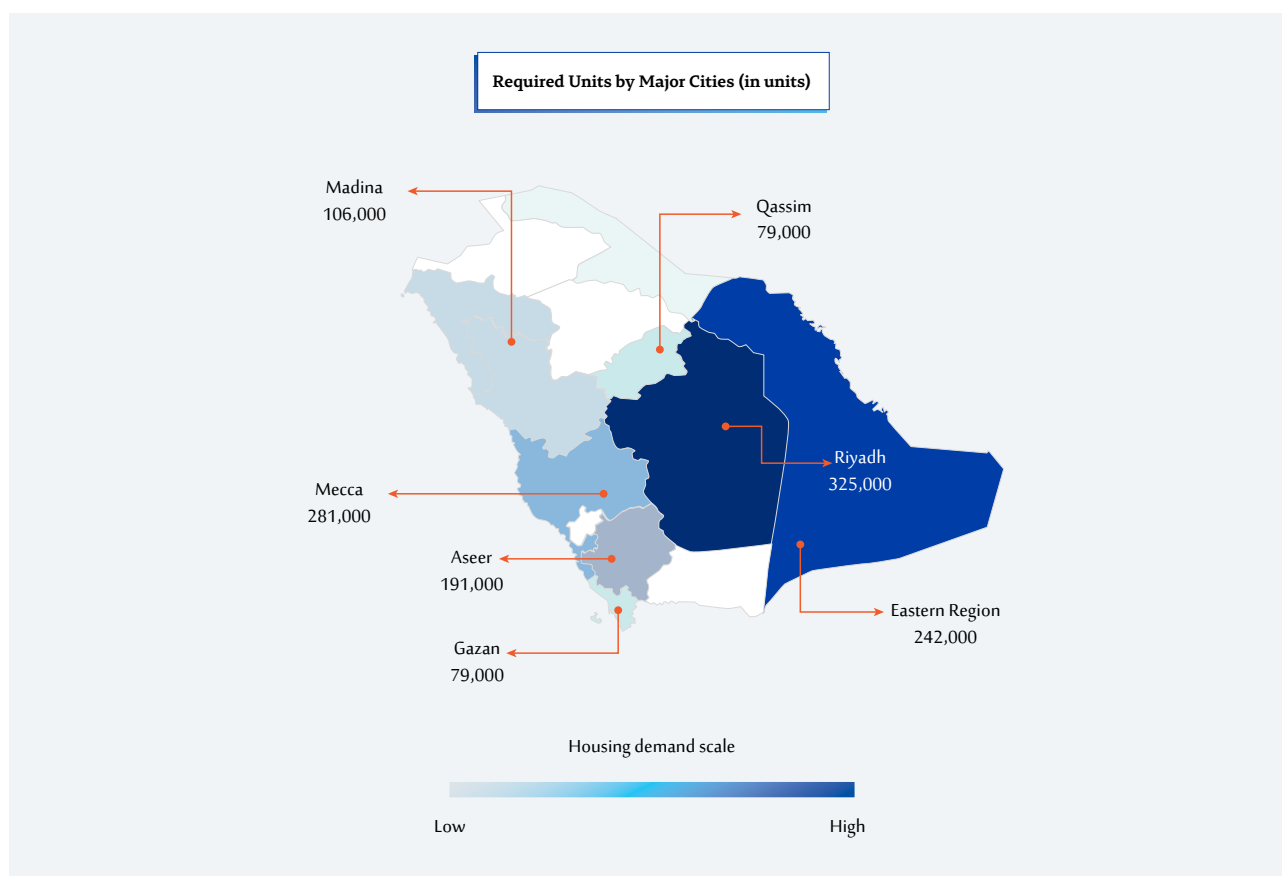 Required Units by Major Cities (in units)
Madina
106,000
Qassim
79,000
Riyadh
325,000
Mecca
281,000
Aseer
191,000
Eastern Region
242,000
Gazan
79,000
Housing demand scale
Low
High